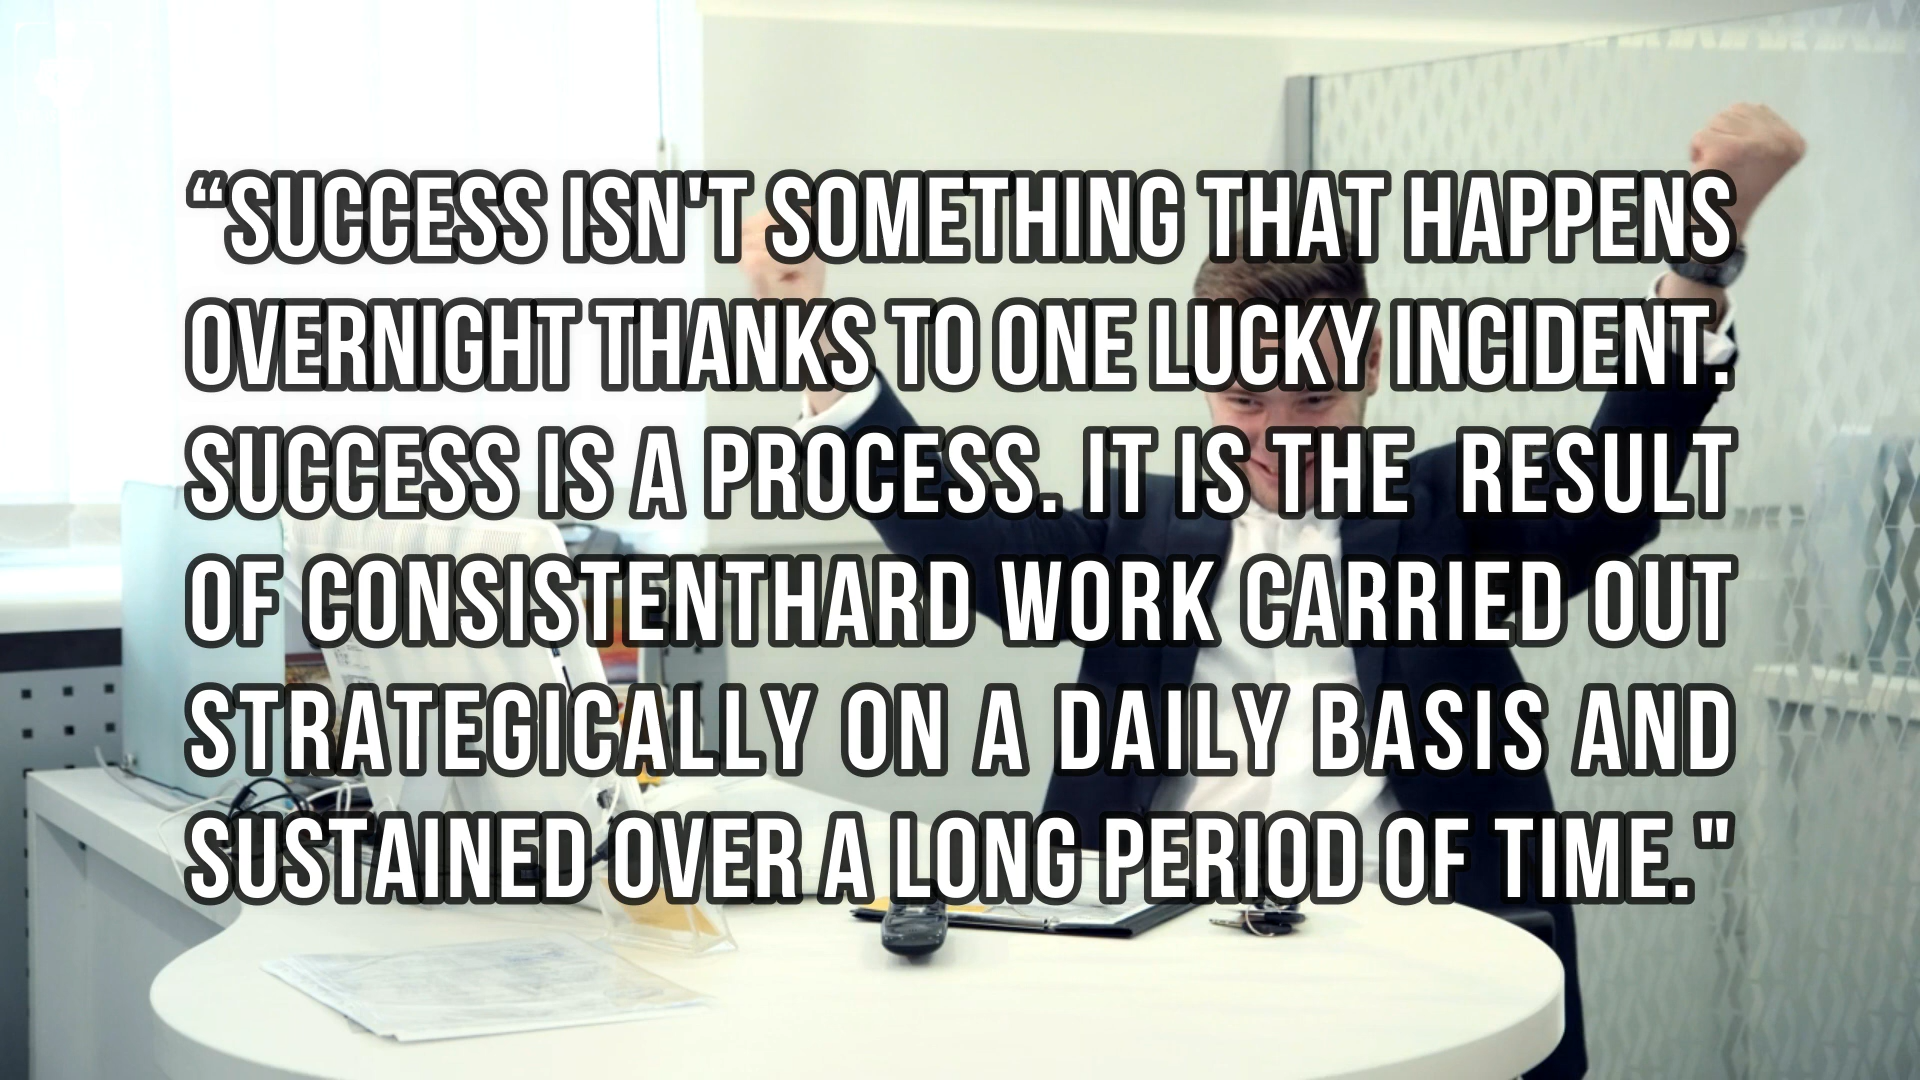 “SUCCESS ISN'T SOMETHING THAT HAPPENS
OVERNIGHT THANKS TO ONE LUCKY INCIDENT.
SUCCESS IS A PROCESS. IT IS THE  RESULT
OF CONSISTENTHARD WORK CARRIED OUT
STRATEGICALLY ON A DAILY BASIS AND
SUSTAINED OVER A LONG PERIOD OF TIME."